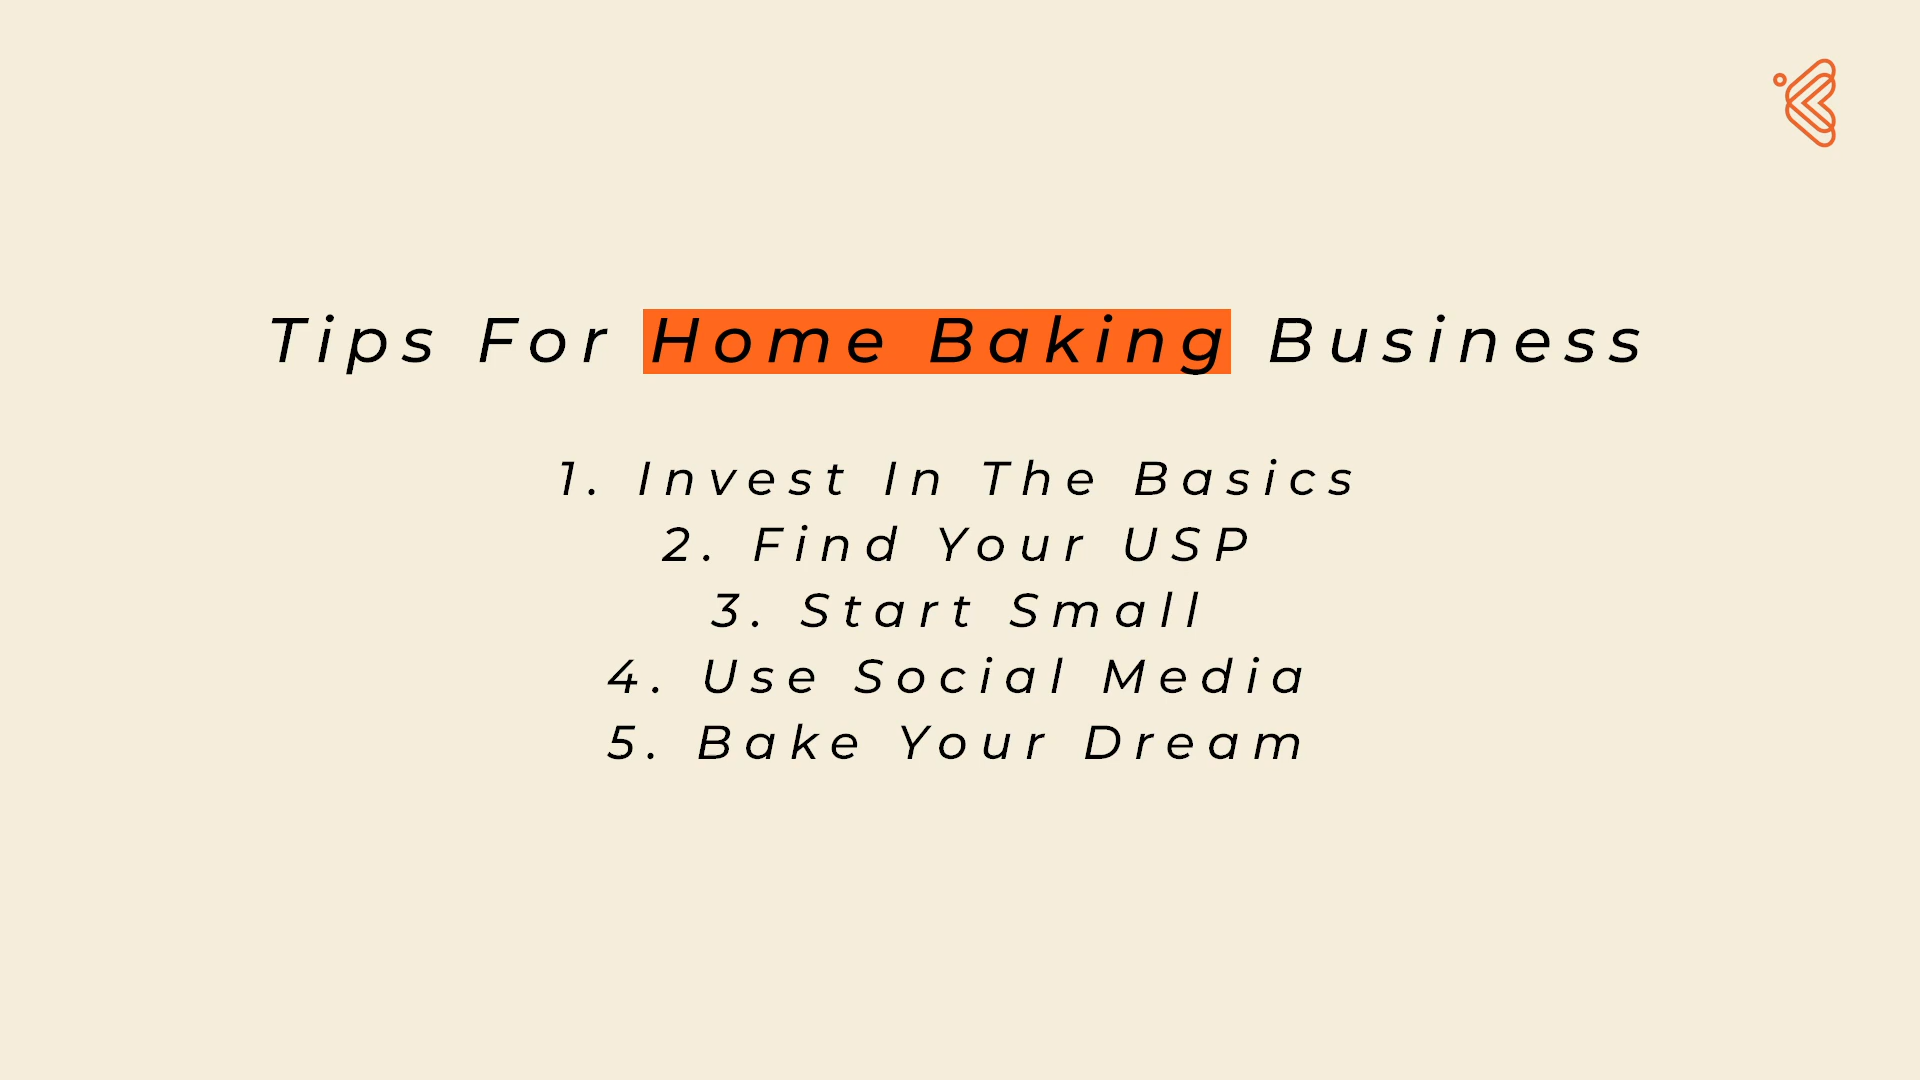 Tips For Home Baking Business
1. Invest In The Basics
2. Find Your USP
3. Start Small
4. Use Social Media
5. Bake Your Dream